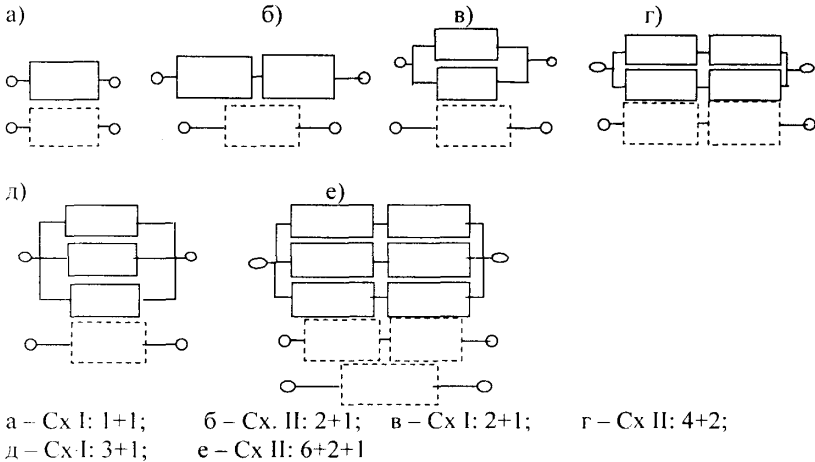 а)
б)
в)
г)
д)
е)
а – Сх I: 1+1; б – Сх. II: 2+1; в – Сх I: 2+1; г – Сх II: 4+2;
д – Сх I: 3+1; е – Сх II: 6+2+1